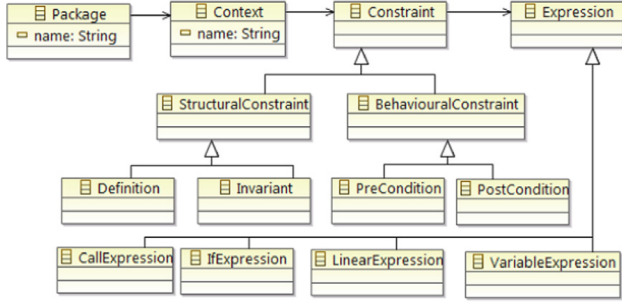 Package
name: String
Context
name: String
Constraint
Expression
StructuralConstraint
BehaviouralConstraint
Definition
Invariant
PreCondition
PostCondition
CallExpression
IfExpression
LinearExpression
VariableExpression